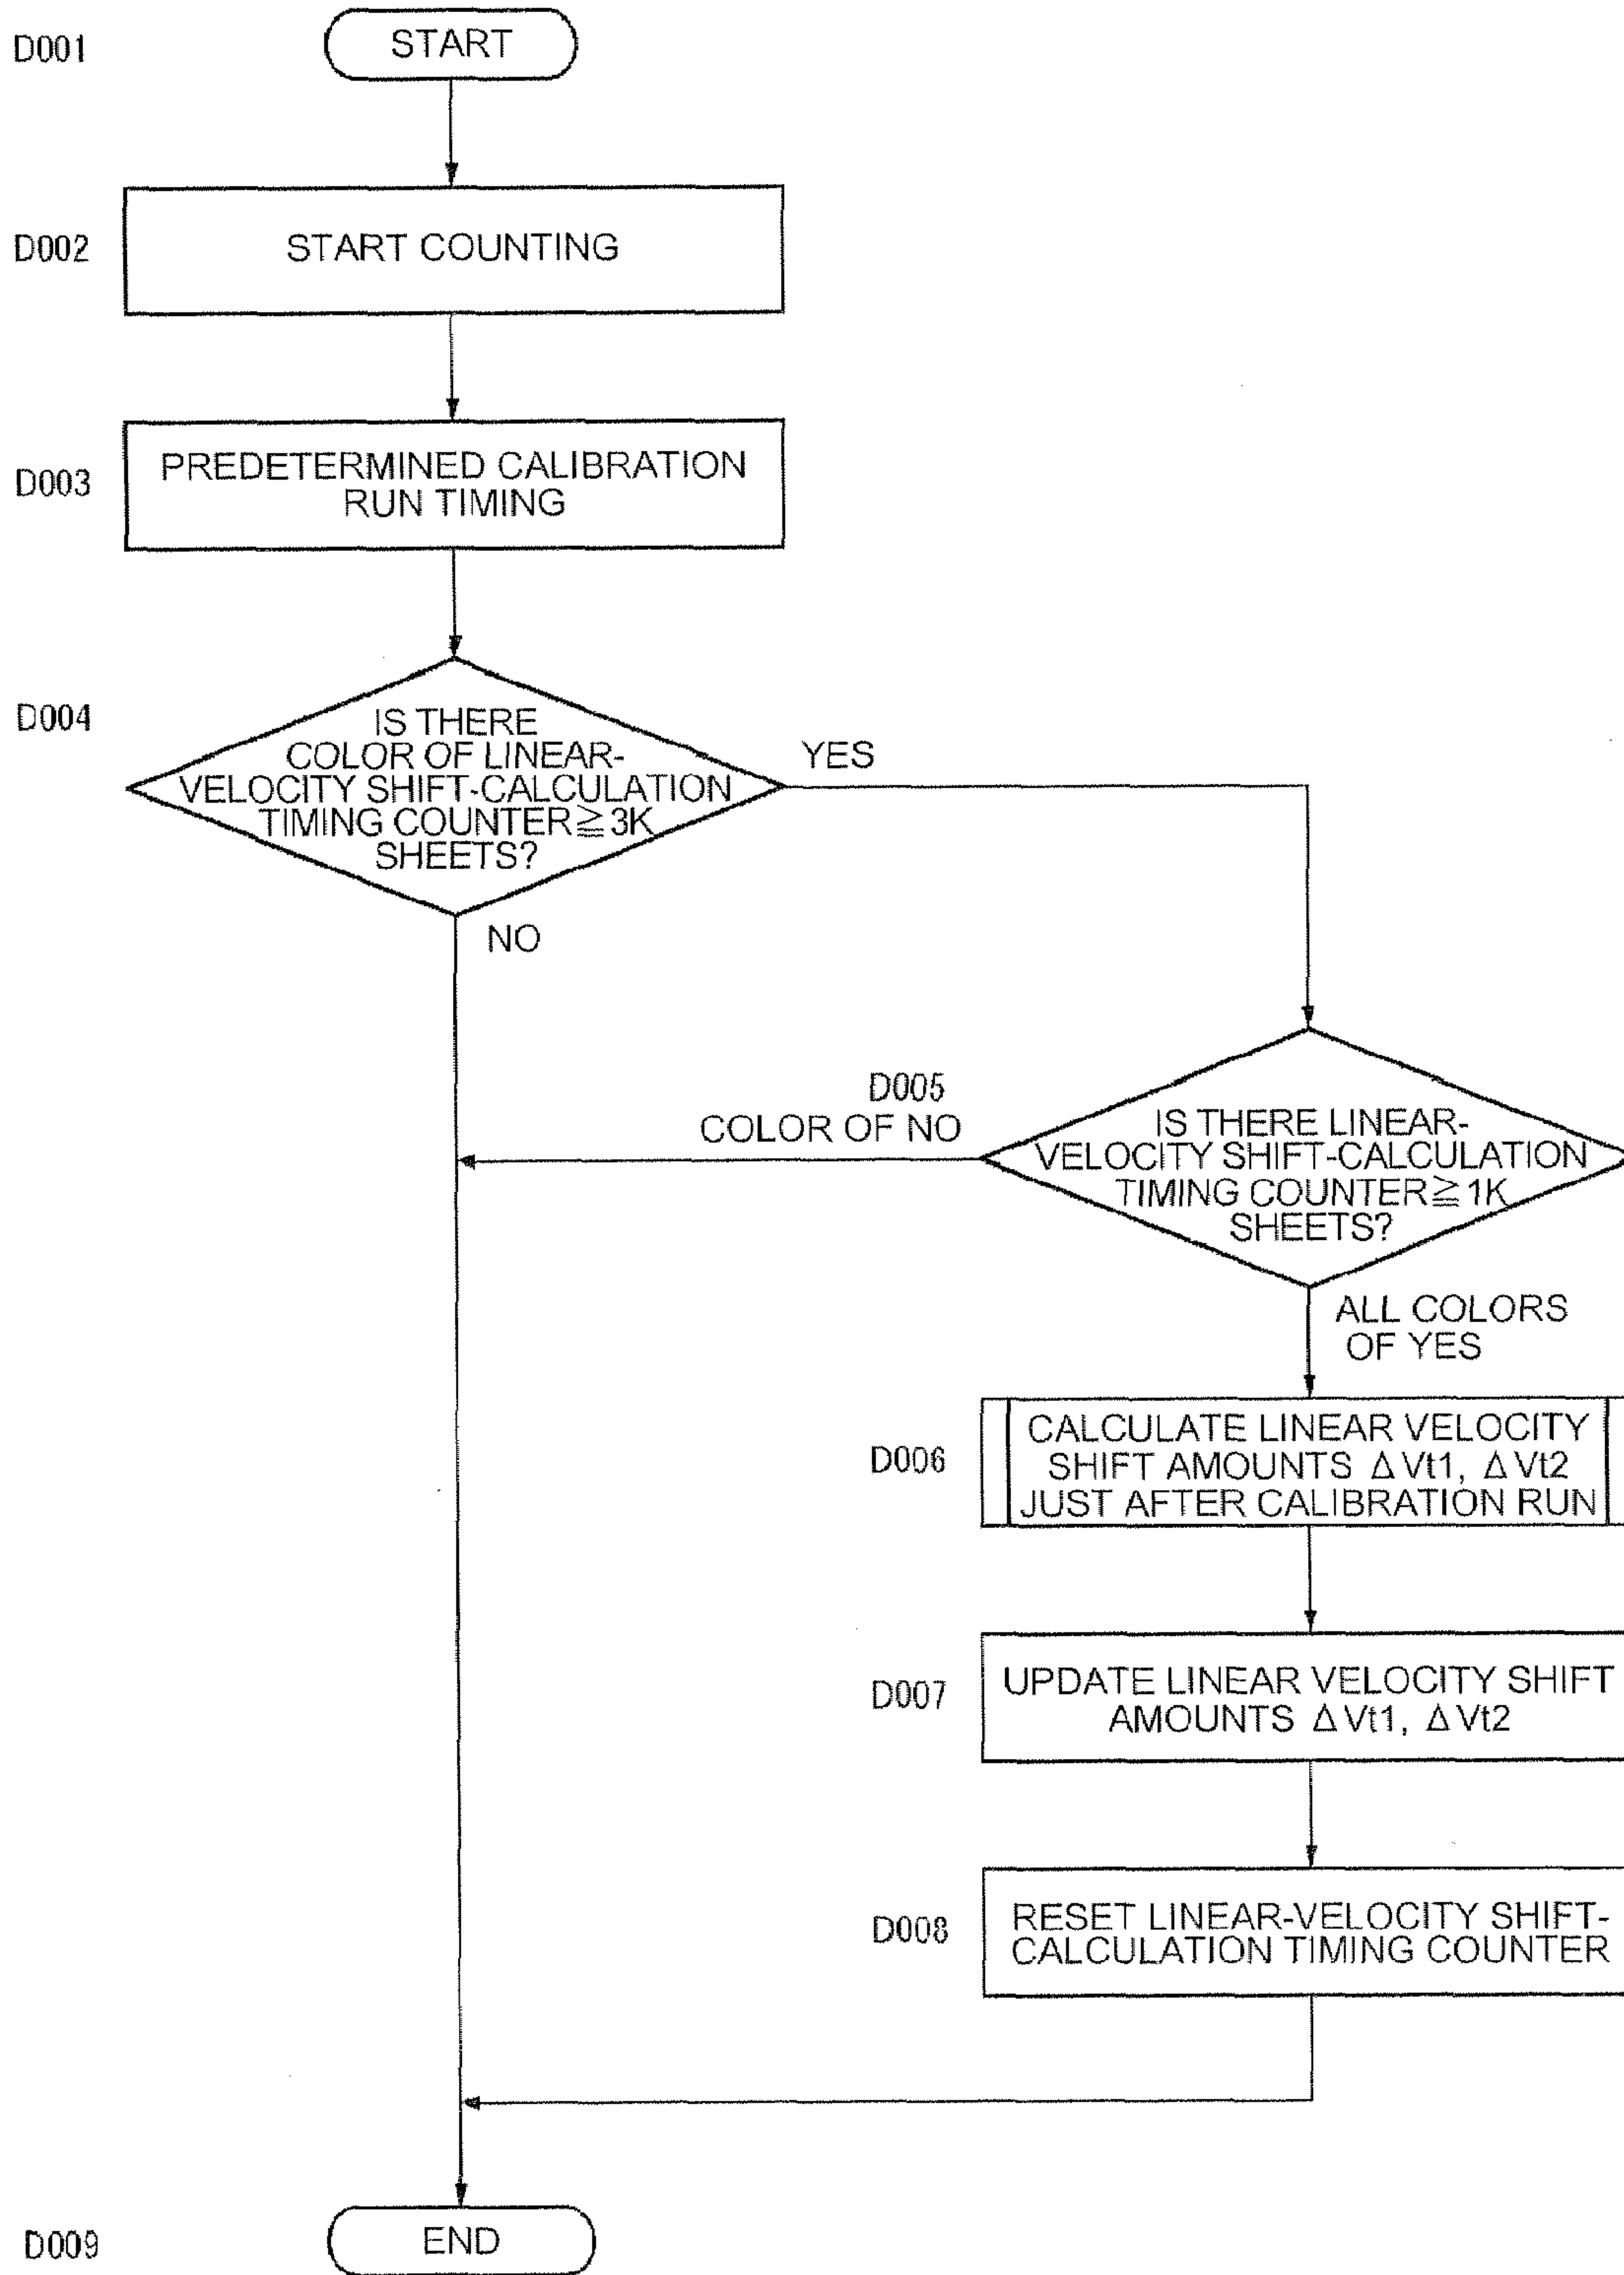 D001
START
D002
START COUNTING
D003
PREDETERMINED CALIBRATION
RUN TIMING
D004
IS THERE
COLOR OF LINEAR-
VELOCITY SHIFT-CALCULATION
TIMING COUNTER≧3K
SHEETS?
YES
NO
D005
COLOR OF NO
IS THERE LINEAR-
VELOCITY SHIFT-CALCULATION
TIMING COUNTER≧1K
SHEETS?
ALL COLORS
OF YES
D006
CALCULATE LINEAR VELOCITY
SHIFT AMOUNTS ΔVt1, ΔVt2
JUST AFTER CALIBRATION RUN
D007
UPDATE LINEAR VELOCITY SHIFT
AMOUNTS ΔVt1, ΔVt2
D008
RESET LINEAR-VELOCITY SHIFT-
CALCULATION TIMING COUNTER
D009
END